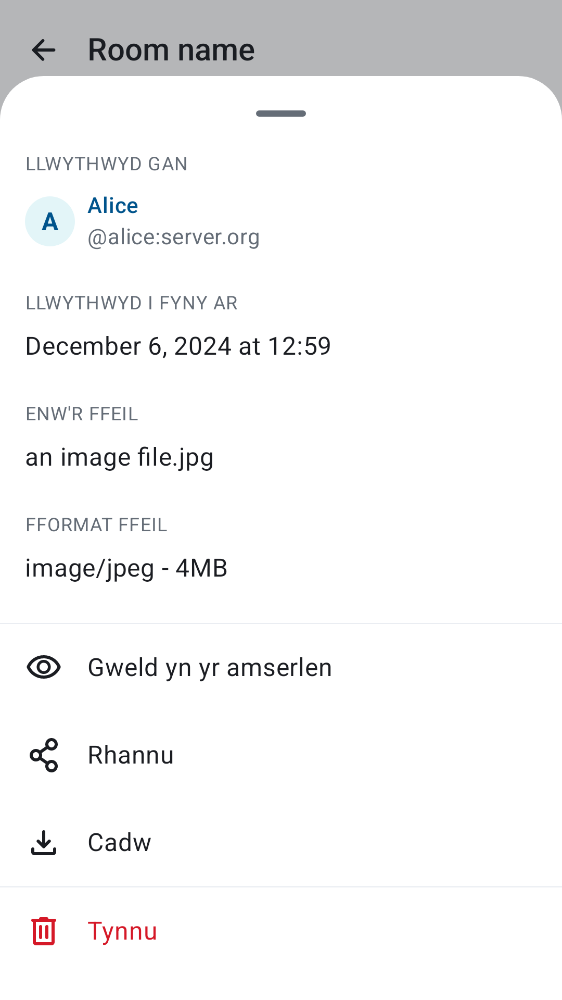 Room name
LLWYTHWYD GAN
A
Alice
@alice:server.org
LLWYTHWYD I FYNY AR
December 6, 2024 at 12:59
ENW'R FFEIL
an image file.jpg
FFORMAT FFEIL
image/jpeg - 4MB
Gweld yn yr amserlen
Rhannu
Cadw
Tynnu